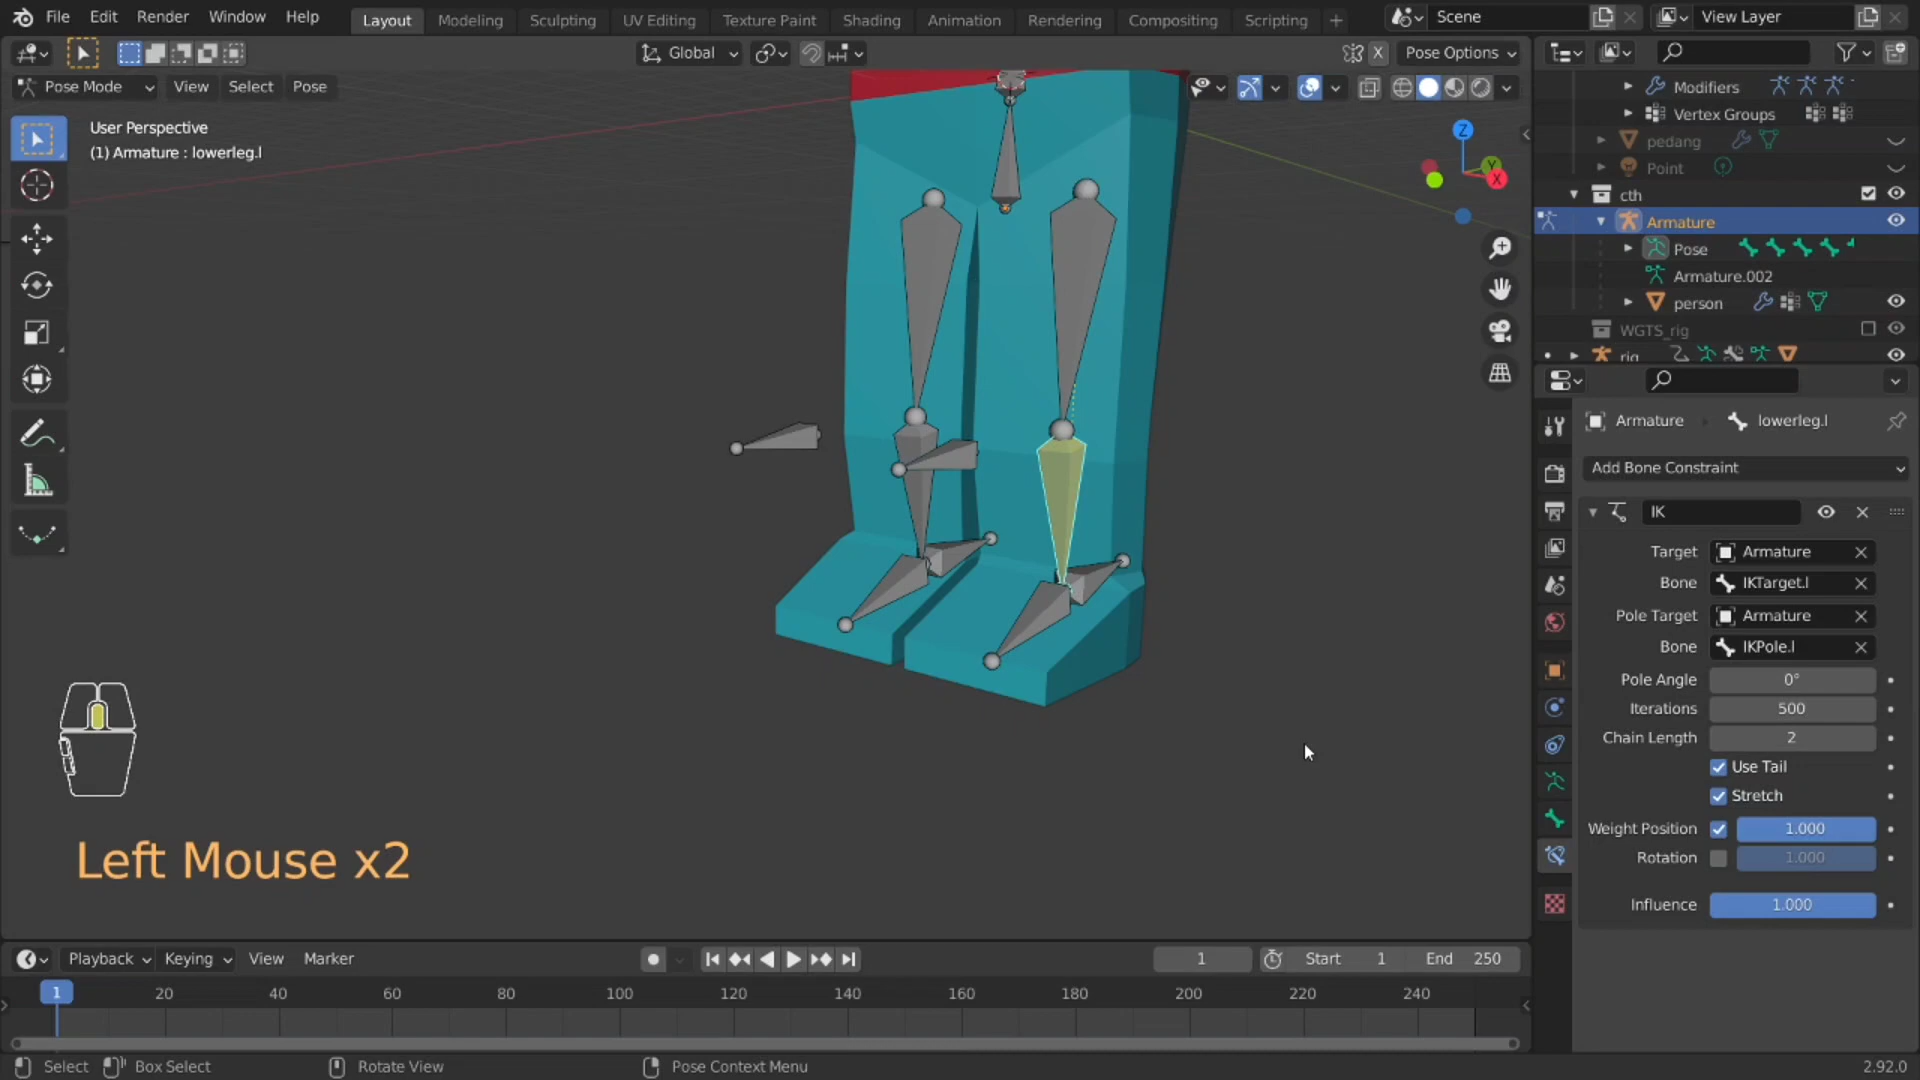 File Edit Render Window Help Layout Modeling Sculpting UV Editing Texture Paint Shading Animation Rendering Compositing Scripting + Scene View Layer
Global X Pose Options
Pose Mode View Select Pose
User Perspective
(1) Armature : lowerleg.l
Z
Y
X
Modifiers
Vertex Groups
pedang
Point
cth
Armature
Pose
Armature.002
person
WGTS_rig
rig
Armature lowerleg.l
Add Bone Constraint
IK
Target Armature
Bone IKTarget.l
Pole Target Armature
Bone IKPole.l
Pole Angle 0°
Iterations 500
Chain Length 2
Use Tail
Stretch
Weight Position 1.000
Rotation 1.000
Influence 1.000
Left Mouse x2
Playback Keying View Marker 1 Start 1 End 250
1 20 40 60 80 100 120 140 160 180 200 220 240
Select Box Select Rotate View Pose Context Menu 2.92.0